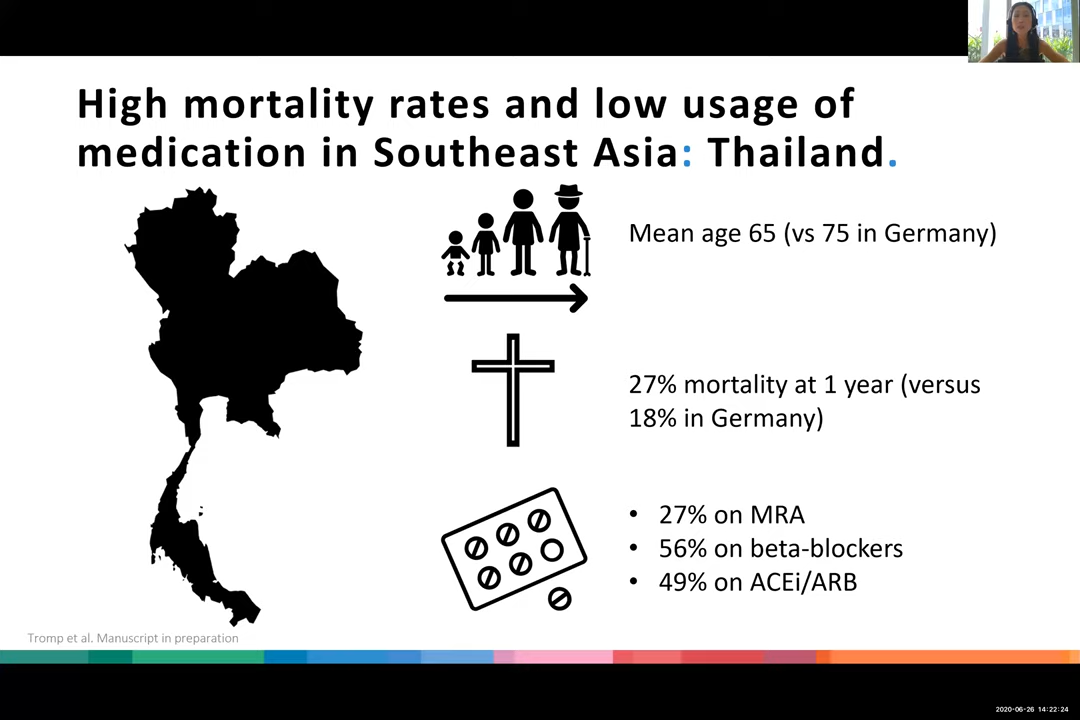 High mortality rates and low usage of
medication in Southeast Asia: Thailand.
Mean age 65 (vs 75 in Germany)
27% mortality at 1 year (versus
18% in Germany)
• 27% on MRA
• 56% on beta-blockers
• 49% on ACEi/ARB
Tromp et al. Manuscript in preparation
2020-06-26 14:22:24